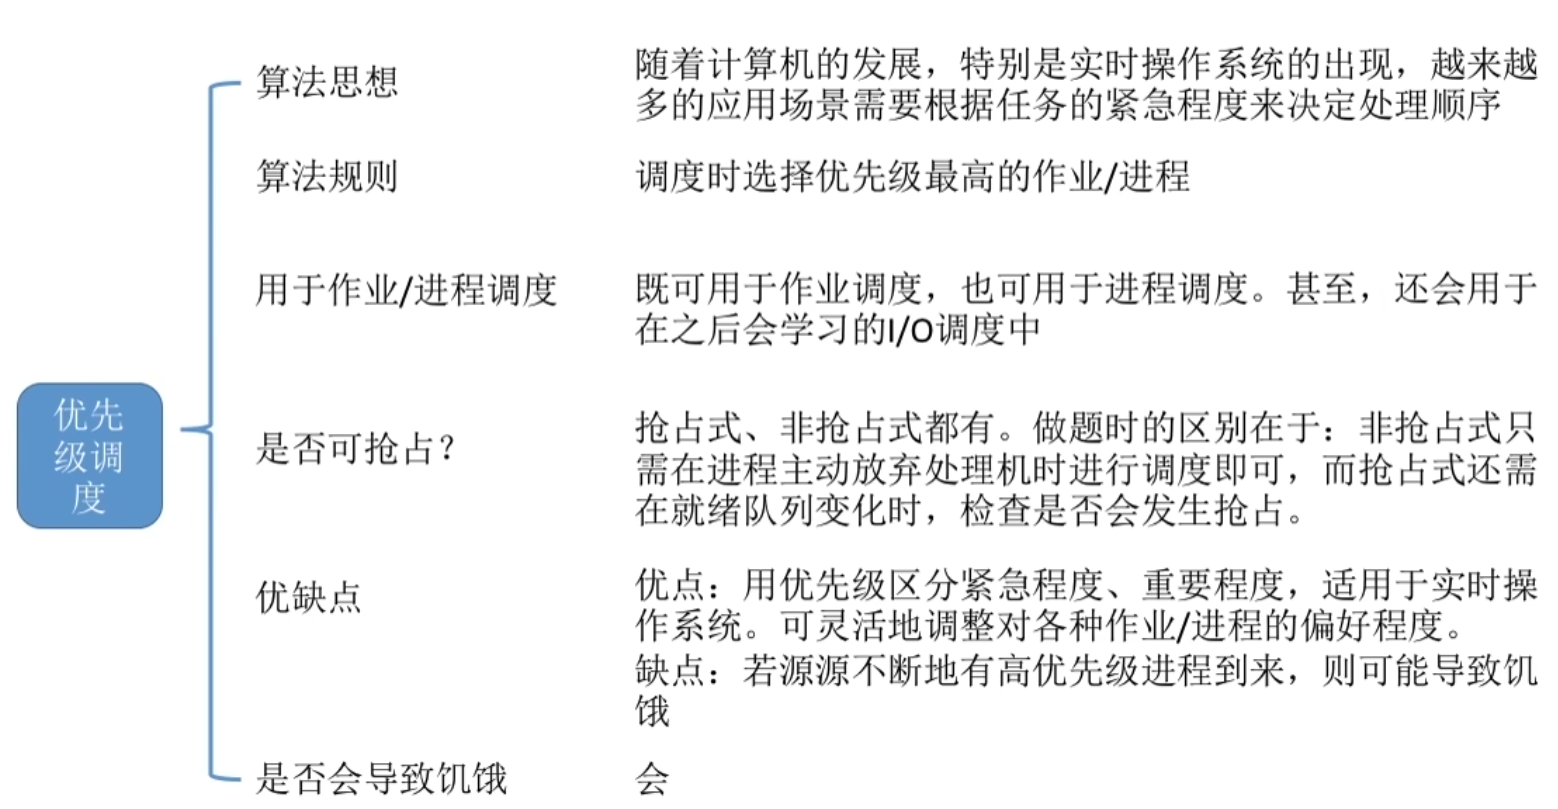 算法思想
随着计算机的发展，特别是实时操作系统的出现，越来越
多的应用场景需要根据任务的紧急程度来决定处理顺序
算法规则
调度时选择优先级最高的作业/进程
用于作业/进程调度
既可用于作业调度，也可用于进程调度。甚至，还会用于
在之后会学习的I/O调度中
优先
级调
度
是否可抢占？
抢占式、非抢占式都有。做题时的区别在于：非抢占式只
需在进程主动放弃处理机时进行调度即可，而抢占式还需
在就绪队列变化时，检查是否会发生抢占。
优缺点
优点：用优先级区分紧急程度、重要程度，适用于实时操
作系统。可灵活地调整对各种作业/进程的偏好程度。
缺点：若源源不断地有高优先级进程到来，则可能导致饥
饿
是否会导致饥饿
会